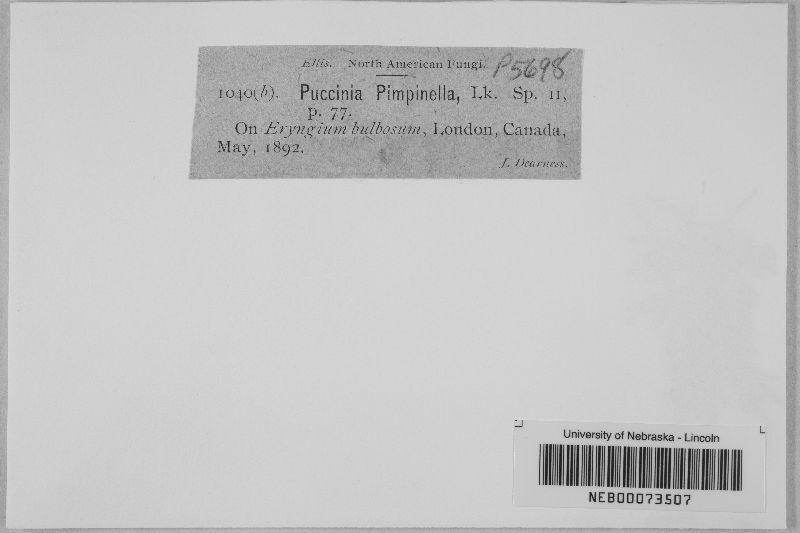 Ellis. North American Fungi. P5698
1040(b). Puccinia Pimpinella, Lk. Sp. II,
p. 77.
On Eryngium bulbosum, London, Canada,
May, 1892.
J. Dearness.
University of Nebraska - Lincoln
NEB00073507